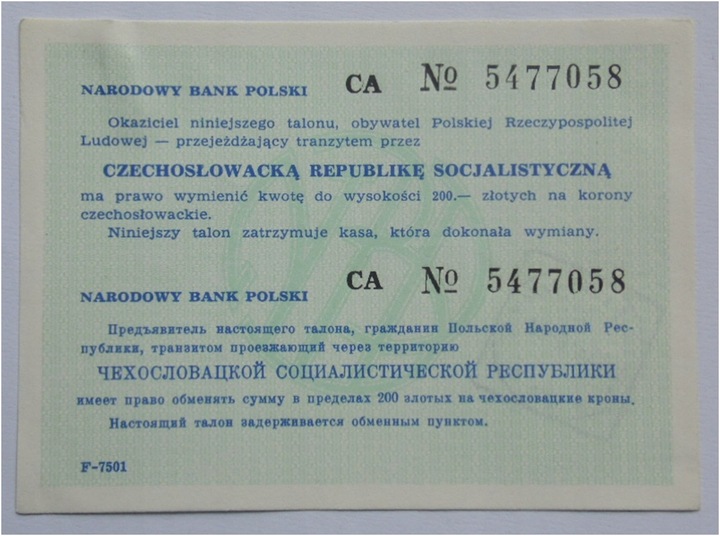 NARODOWY BANK POLSKI CA № 5477058
Okaziciel niniejszego talonu, obywatel Polskiej Rzeczypospolitej
Ludowej — przejeżdżający tranzytem przez
CZECHOSŁOWACKĄ REPUBLIKĘ SOCJALISTYCZNĄ
ma prawo wymienić kwotę do wysokości 200.— złotych na korony
czechosłowackie.
Niniejszy talon zatrzymuje kasa, która dokonała wymiany.
NARODOWY BANK POLSKI CA № 5477058
Предъявитель настоящего талона, гражданин Польской Народной Рес-
публики, транзитом проезжающий через территорию
ЧЕХОСЛОВАЦКОЙ СОЦИАЛИСТИЧЕСКОЙ РЕСПУБЛИКИ
имеет право обменять сумму в пределах 200 злотых на чехословацкие кроны.
Настоящий талон задерживается обменным пунктом.
F-7501